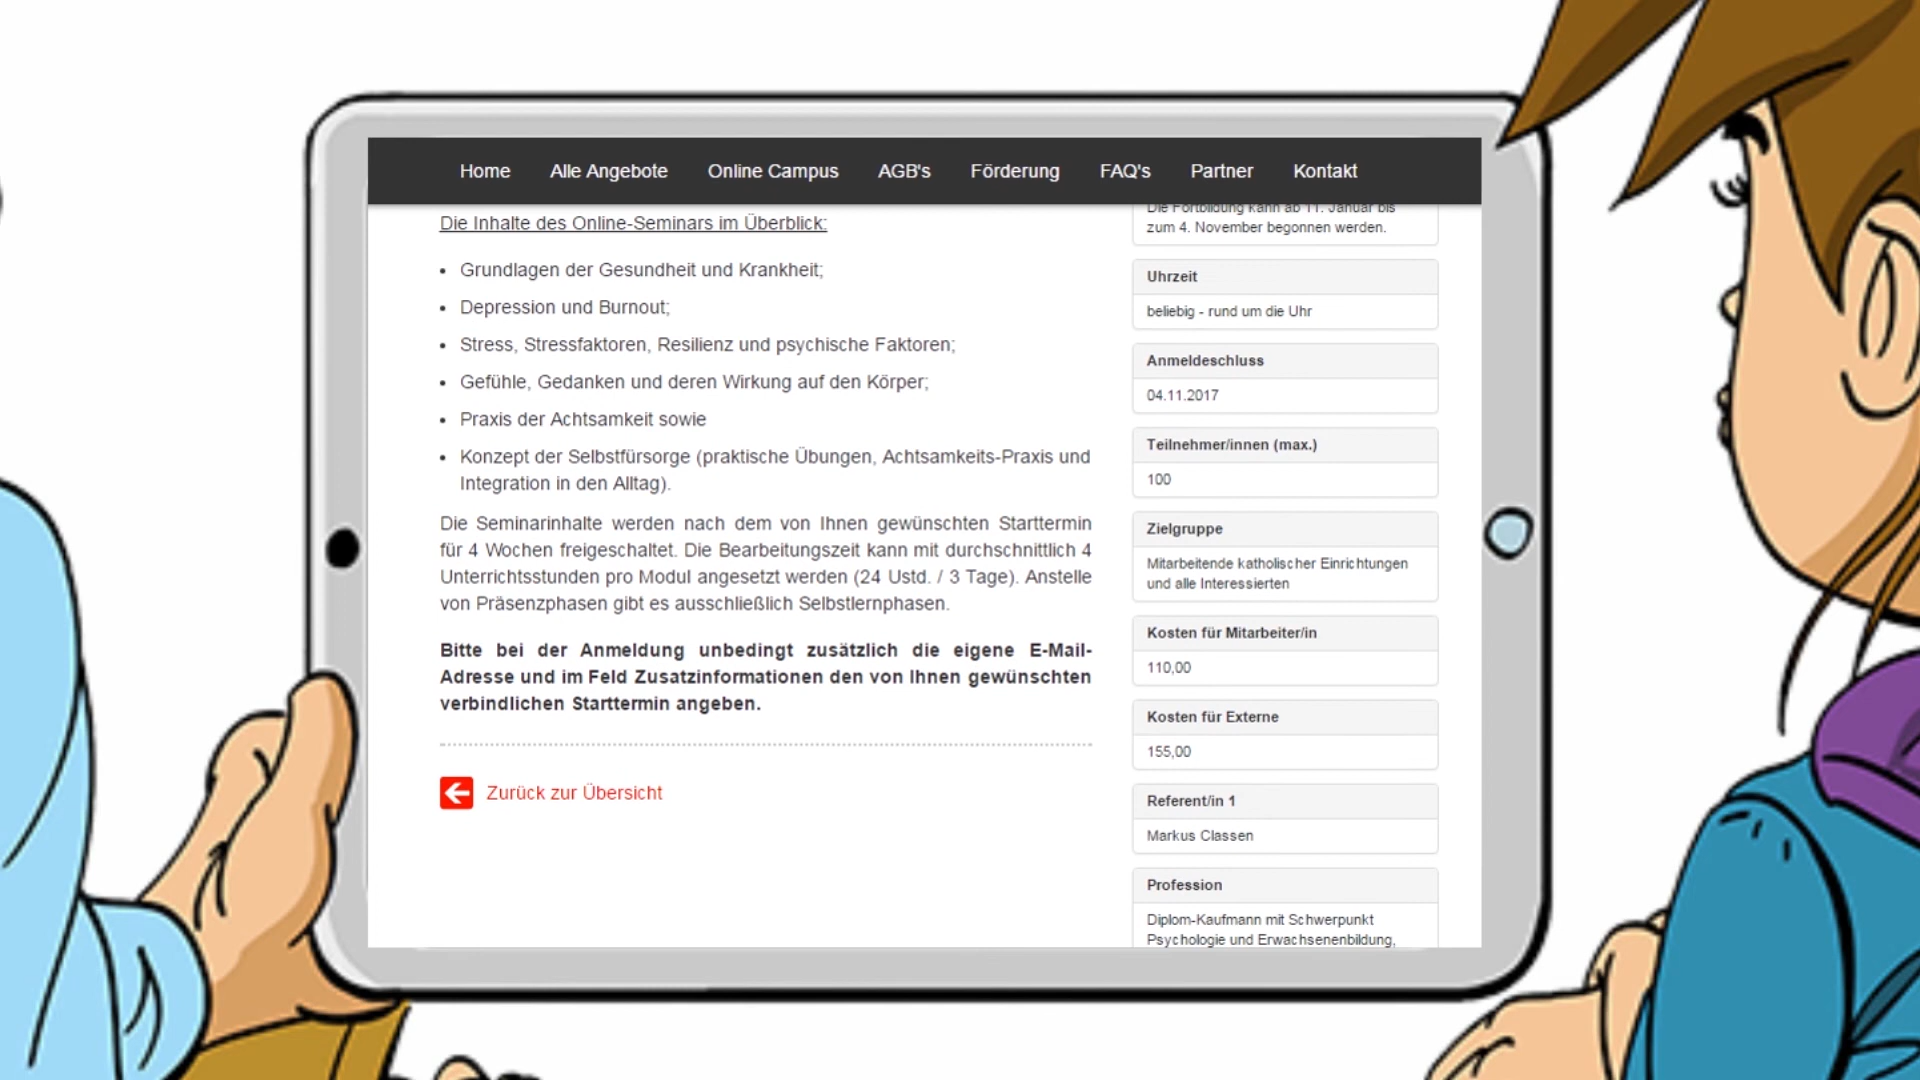 Home Alle Angebote Online Campus AGB's Förderung FAQ's Partner Kontakt
Die Inhalte des Online-Seminars im Überblick:
• Grundlagen der Gesundheit und Krankheit;
• Depression und Burnout;
• Stress, Stressfaktoren, Resilienz und psychische Faktoren;
• Gefühle, Gedanken und deren Wirkung auf den Körper;
• Praxis der Achtsamkeit sowie
• Konzept der Selbstfürsorge (praktische Übungen, Achtsamkeits-Praxis und
Integration in den Alltag).
Die Seminarinhalte werden nach dem von Ihnen gewünschten Starttermin
für 4 Wochen freigeschaltet. Die Bearbeitungszeit kann mit durchschnittlich 4
Unterrichtsstunden pro Modul angesetzt werden (24 Ustd. / 3 Tage). Anstelle
von Präsenzphasen gibt es ausschließlich Selbstlernphasen.
Bitte bei der Anmeldung unbedingt zusätzlich die eigene E-Mail-
Adresse und im Feld Zusatzinformationen den von Ihnen gewünschten
verbindlichen Starttermin angeben.
Zurück zur Übersicht
Die Fortbildung kann ab 11. Januar bis
zum 4. November begonnen werden.
Uhrzeit
beliebig - rund um die Uhr
Anmeldeschluss
04.11.2017
Teilnehmer/innen (max.)
100
Zielgruppe
Mitarbeitende katholischer Einrichtungen
und alle Interessierten
Kosten für Mitarbeiter/in
110,00
Kosten für Externe
155,00
Referent/in 1
Markus Classen
Profession
Diplom-Kaufmann mit Schwerpunkt
Psychologie und Erwachsenenbildung,